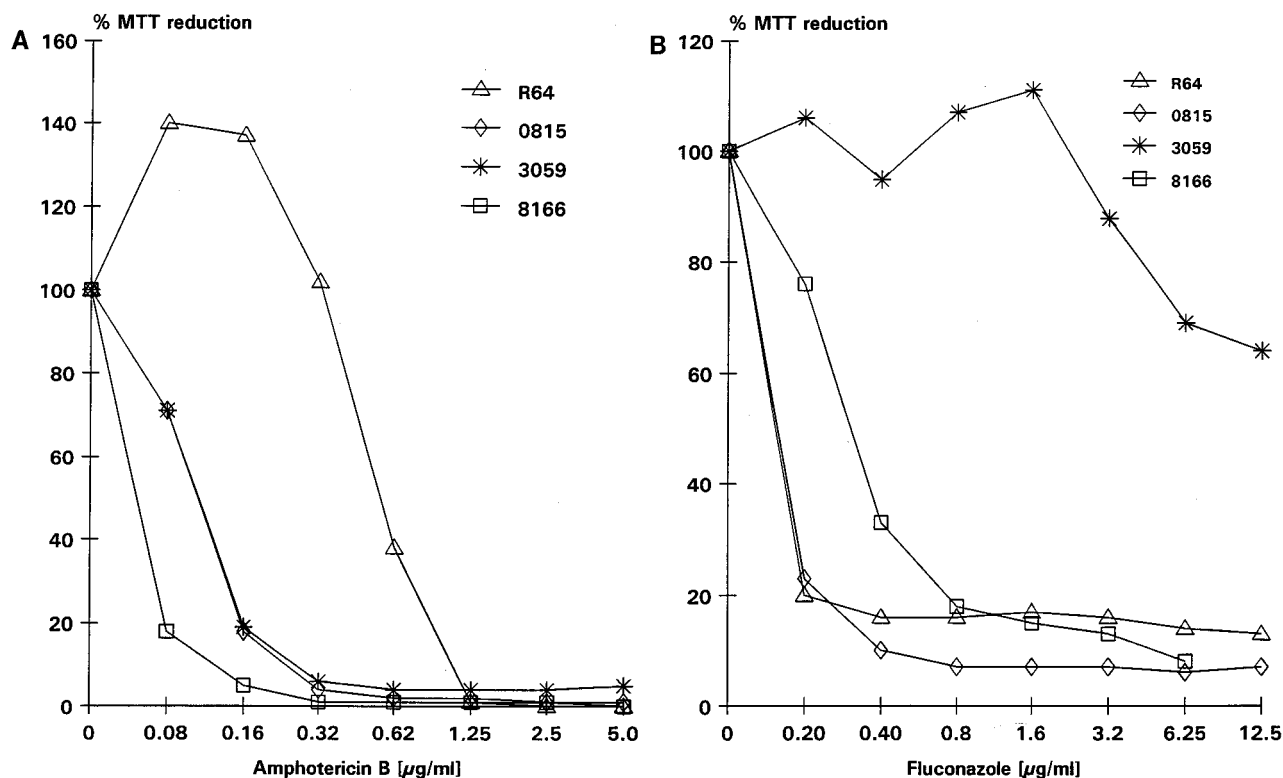 A
% MTT reduction
160
140
120
100
80
60
40
20
0
0 0.08 0.16 0.32 0.62 1.25 2.5 5.0
Amphotericin B [µg/ml]
R64
0815
3059
8166
B
% MTT reduction
120
100
80
60
40
20
0
0 0.20 0.40 0.8 1.6 3.2 6.25 12.5
Fluconazole [µg/ml]
R64
0815
3059
8166